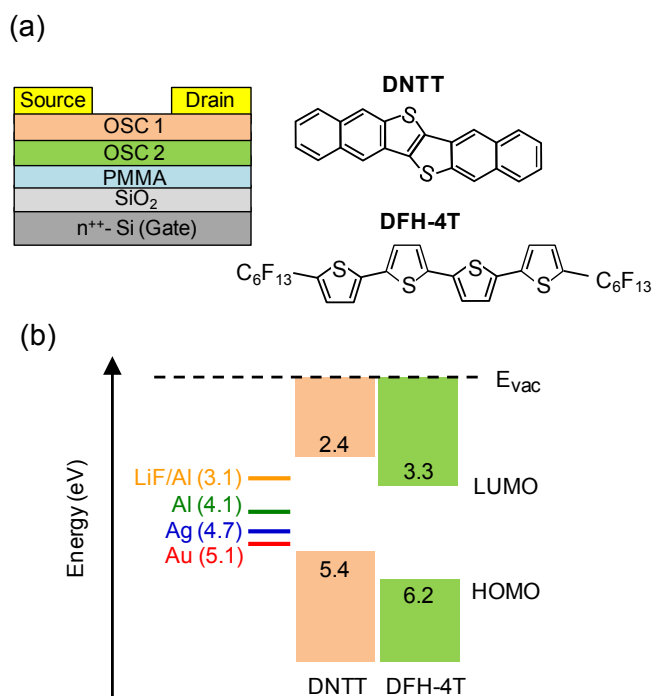 (a)
Source
Drain
OSC 1
OSC 2
PMMA
SiO₂
n⁺⁺- Si (Gate)
DNTT
S
S
DFH-4T
C₆F₁₃
S
S
S
S
C₆F₁₃
(b)
Energy (eV)
E_vac
2.4
3.3
LiF/Al (3.1)
LUMO
Al (4.1)
Ag (4.7)
Au (5.1)
5.4
6.2
HOMO
DNTT
DFH-4T